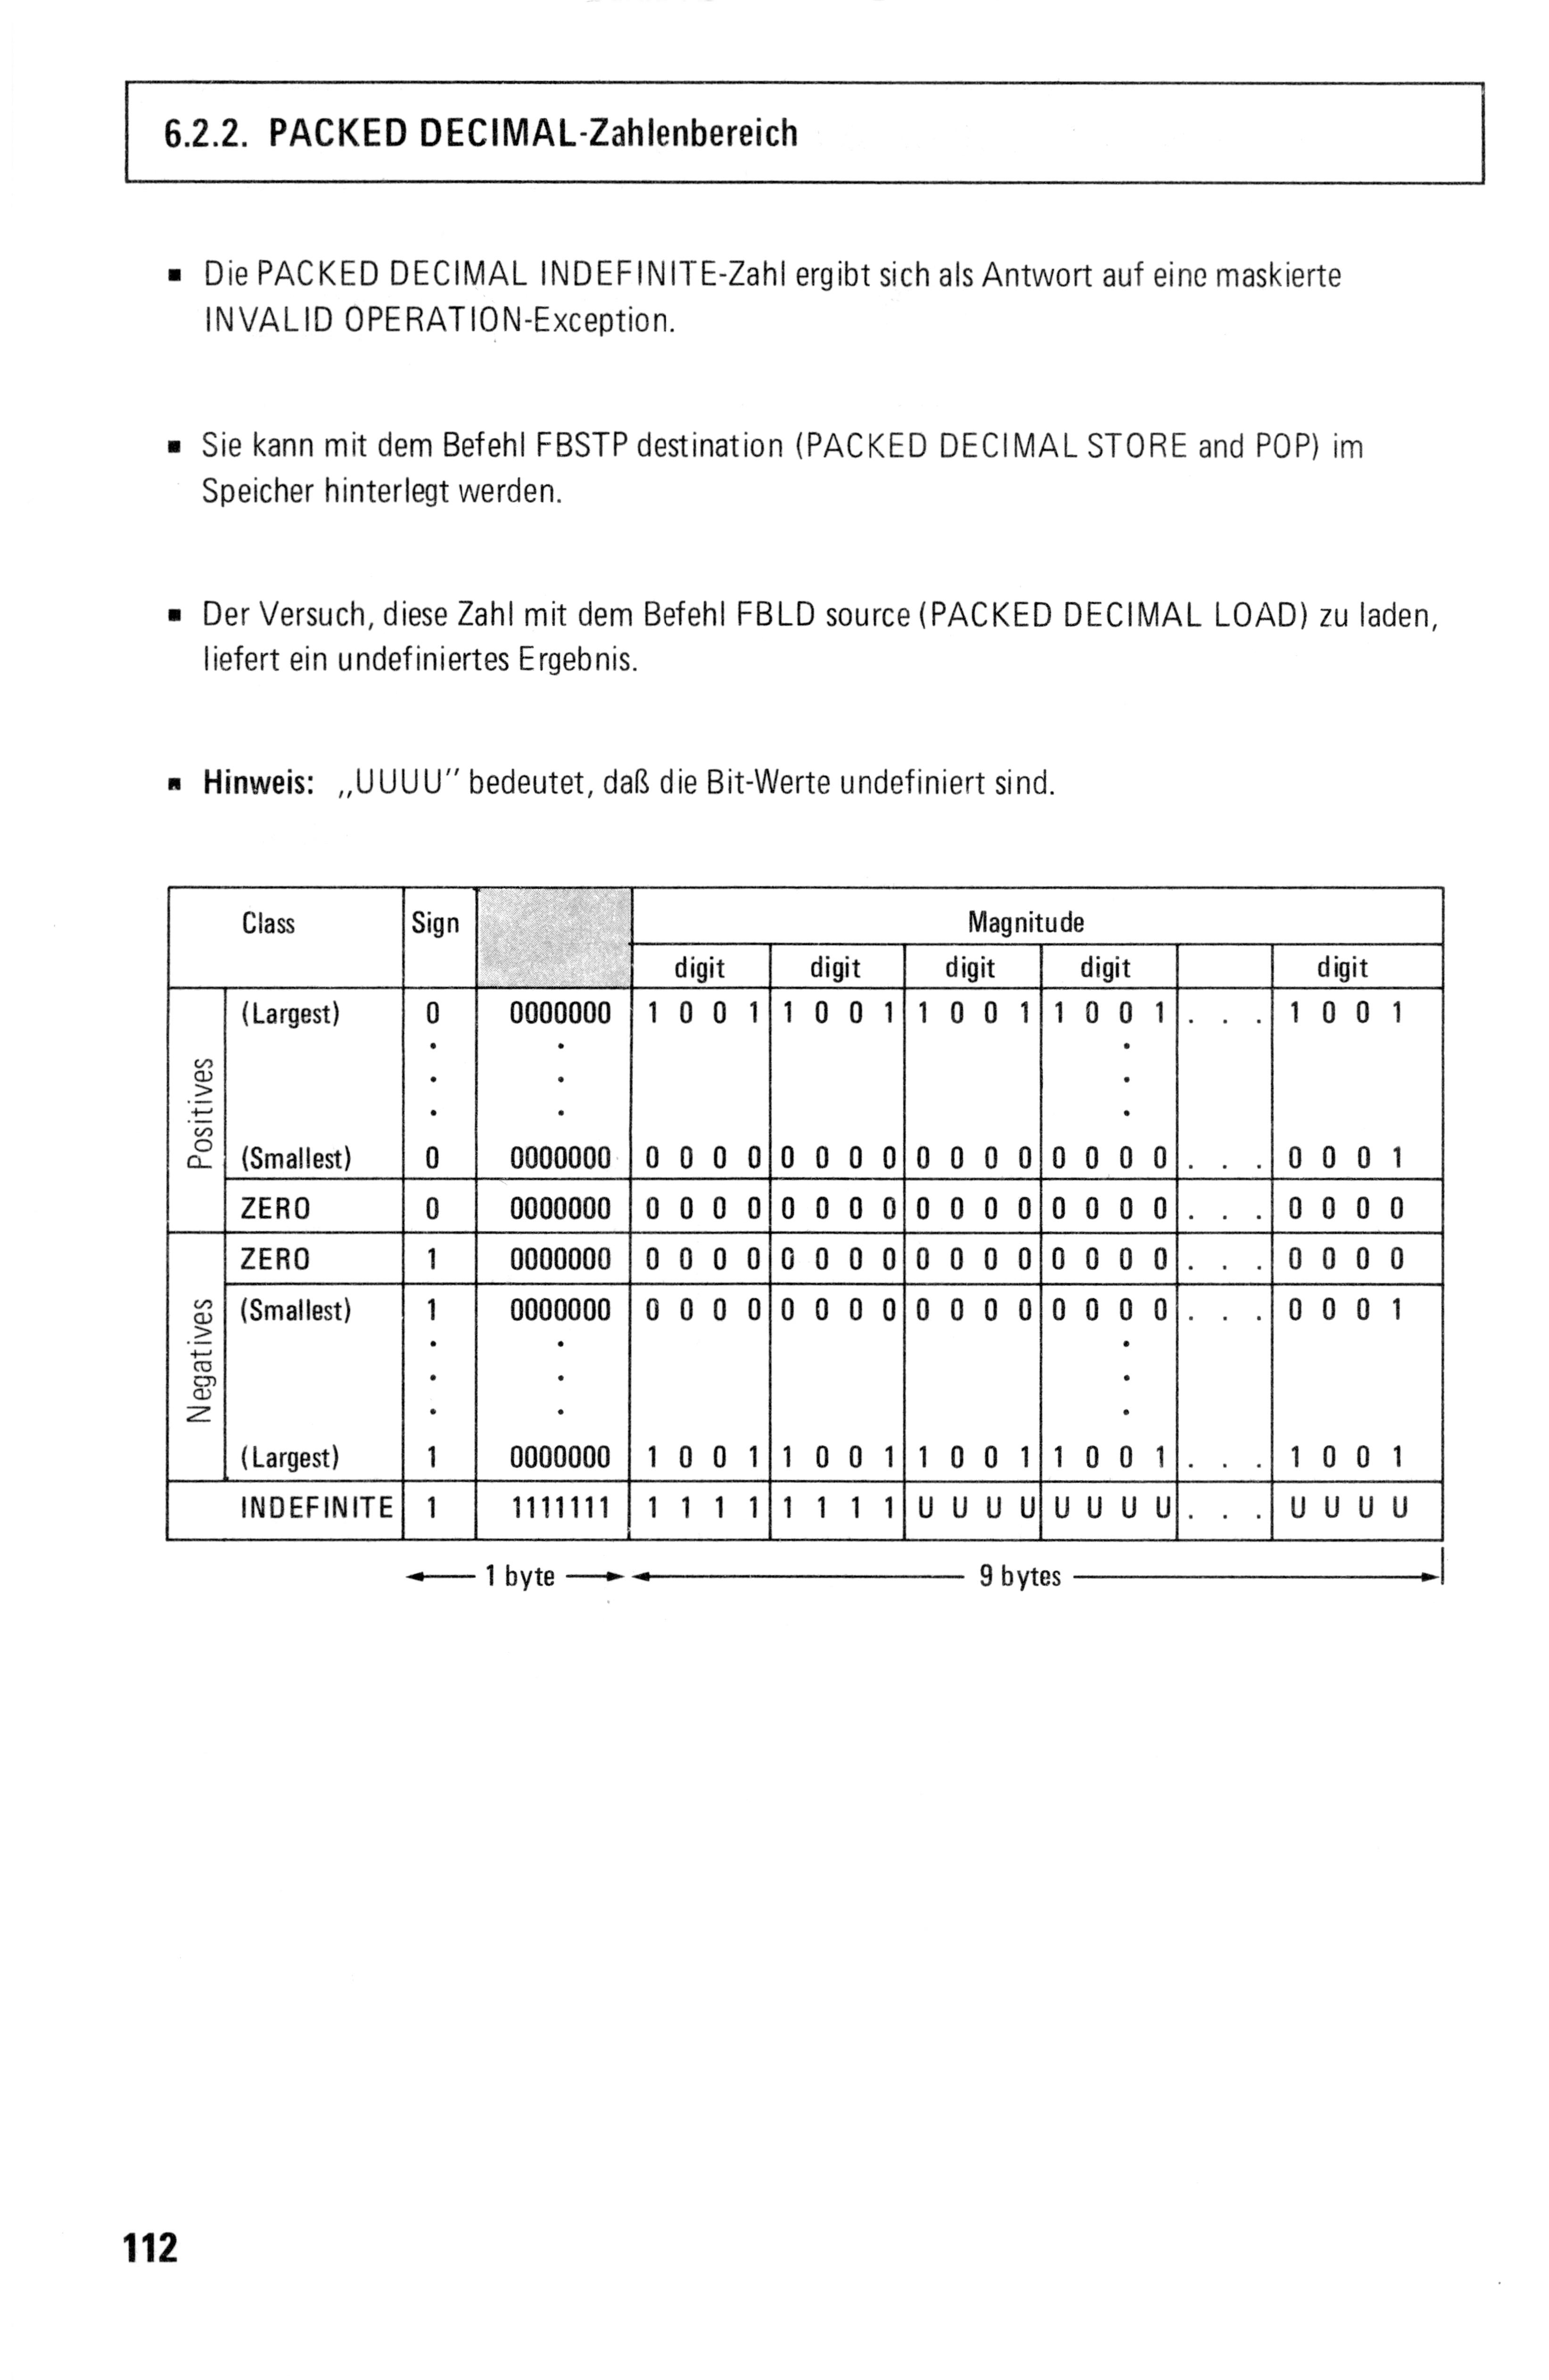 6.2.2. PACKED DECIMAL-Zahlenbereich
▪ Die PACKED DECIMAL INDEFINITE-Zahl ergibt sich als Antwort auf eine maskierte
INVALID OPERATION-Exception.
▪ Sie kann mit dem Befehl FBSTP destination (PACKED DECIMAL STORE and POP) im
Speicher hinterlegt werden.
▪ Der Versuch, diese Zahl mit dem Befehl FBLD source (PACKED DECIMAL LOAD) zu laden,
liefert ein undefiniertes Ergebnis.
▪ Hinweis: „UUUU” bedeutet, daß die Bit-Werte undefiniert sind.
Class Sign Magnitude
digit digit digit digit digit
Positives
(Largest) 0 0000000 1 0 0 1 1 0 0 1 1 0 0 1 1 0 0 1 . . . 1 0 0 1
. . .
. . .
. . .
(Smallest) 0 0000000 0 0 0 0 0 0 0 0 0 0 0 0 0 0 0 0 . . . 0 0 0 1
ZERO 0 0000000 0 0 0 0 0 0 0 0 0 0 0 0 0 0 0 0 . . . 0 0 0 0
Negatives
ZERO 1 0000000 0 0 0 0 0 0 0 0 0 0 0 0 0 0 0 0 . . . 0 0 0 0
(Smallest) 1 0000000 0 0 0 0 0 0 0 0 0 0 0 0 0 0 0 0 . . . 0 0 0 1
. . .
. . .
. . .
(Largest) 1 0000000 1 0 0 1 1 0 0 1 1 0 0 1 1 0 0 1 . . . 1 0 0 1
INDEFINITE 1 1111111 1 1 1 1 1 1 1 1 U U U U U U U U . . . U U U U
1 byte 9 bytes
112